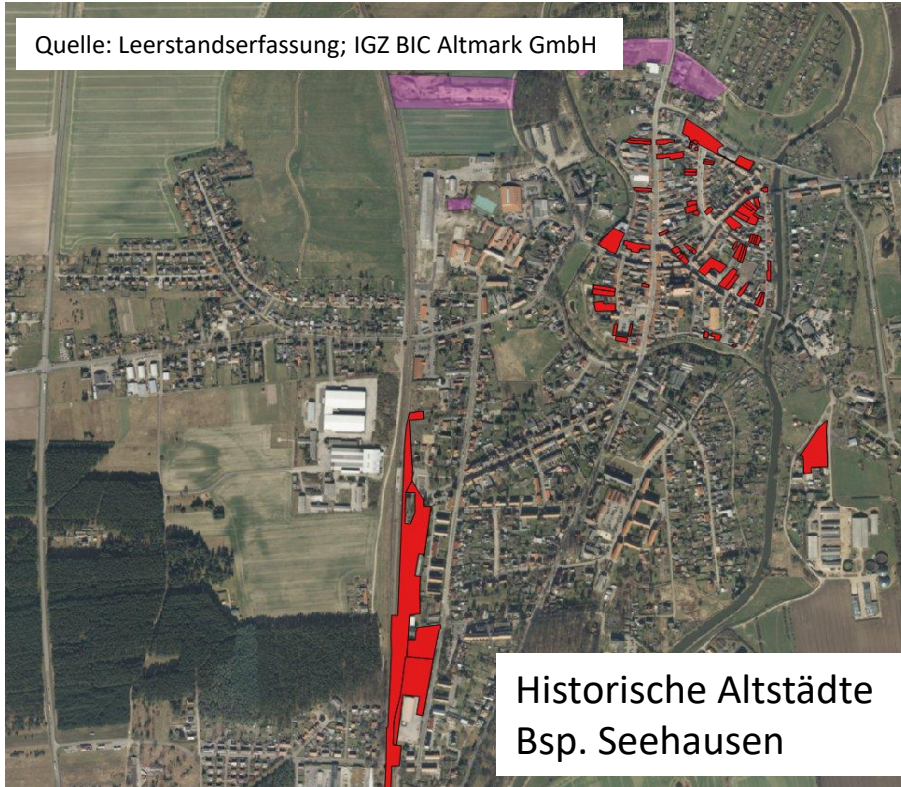 Quelle: Leerstandserfassung; IGZ BIC Altmark GmbH
Historische Altstädte
Bsp. Seehausen